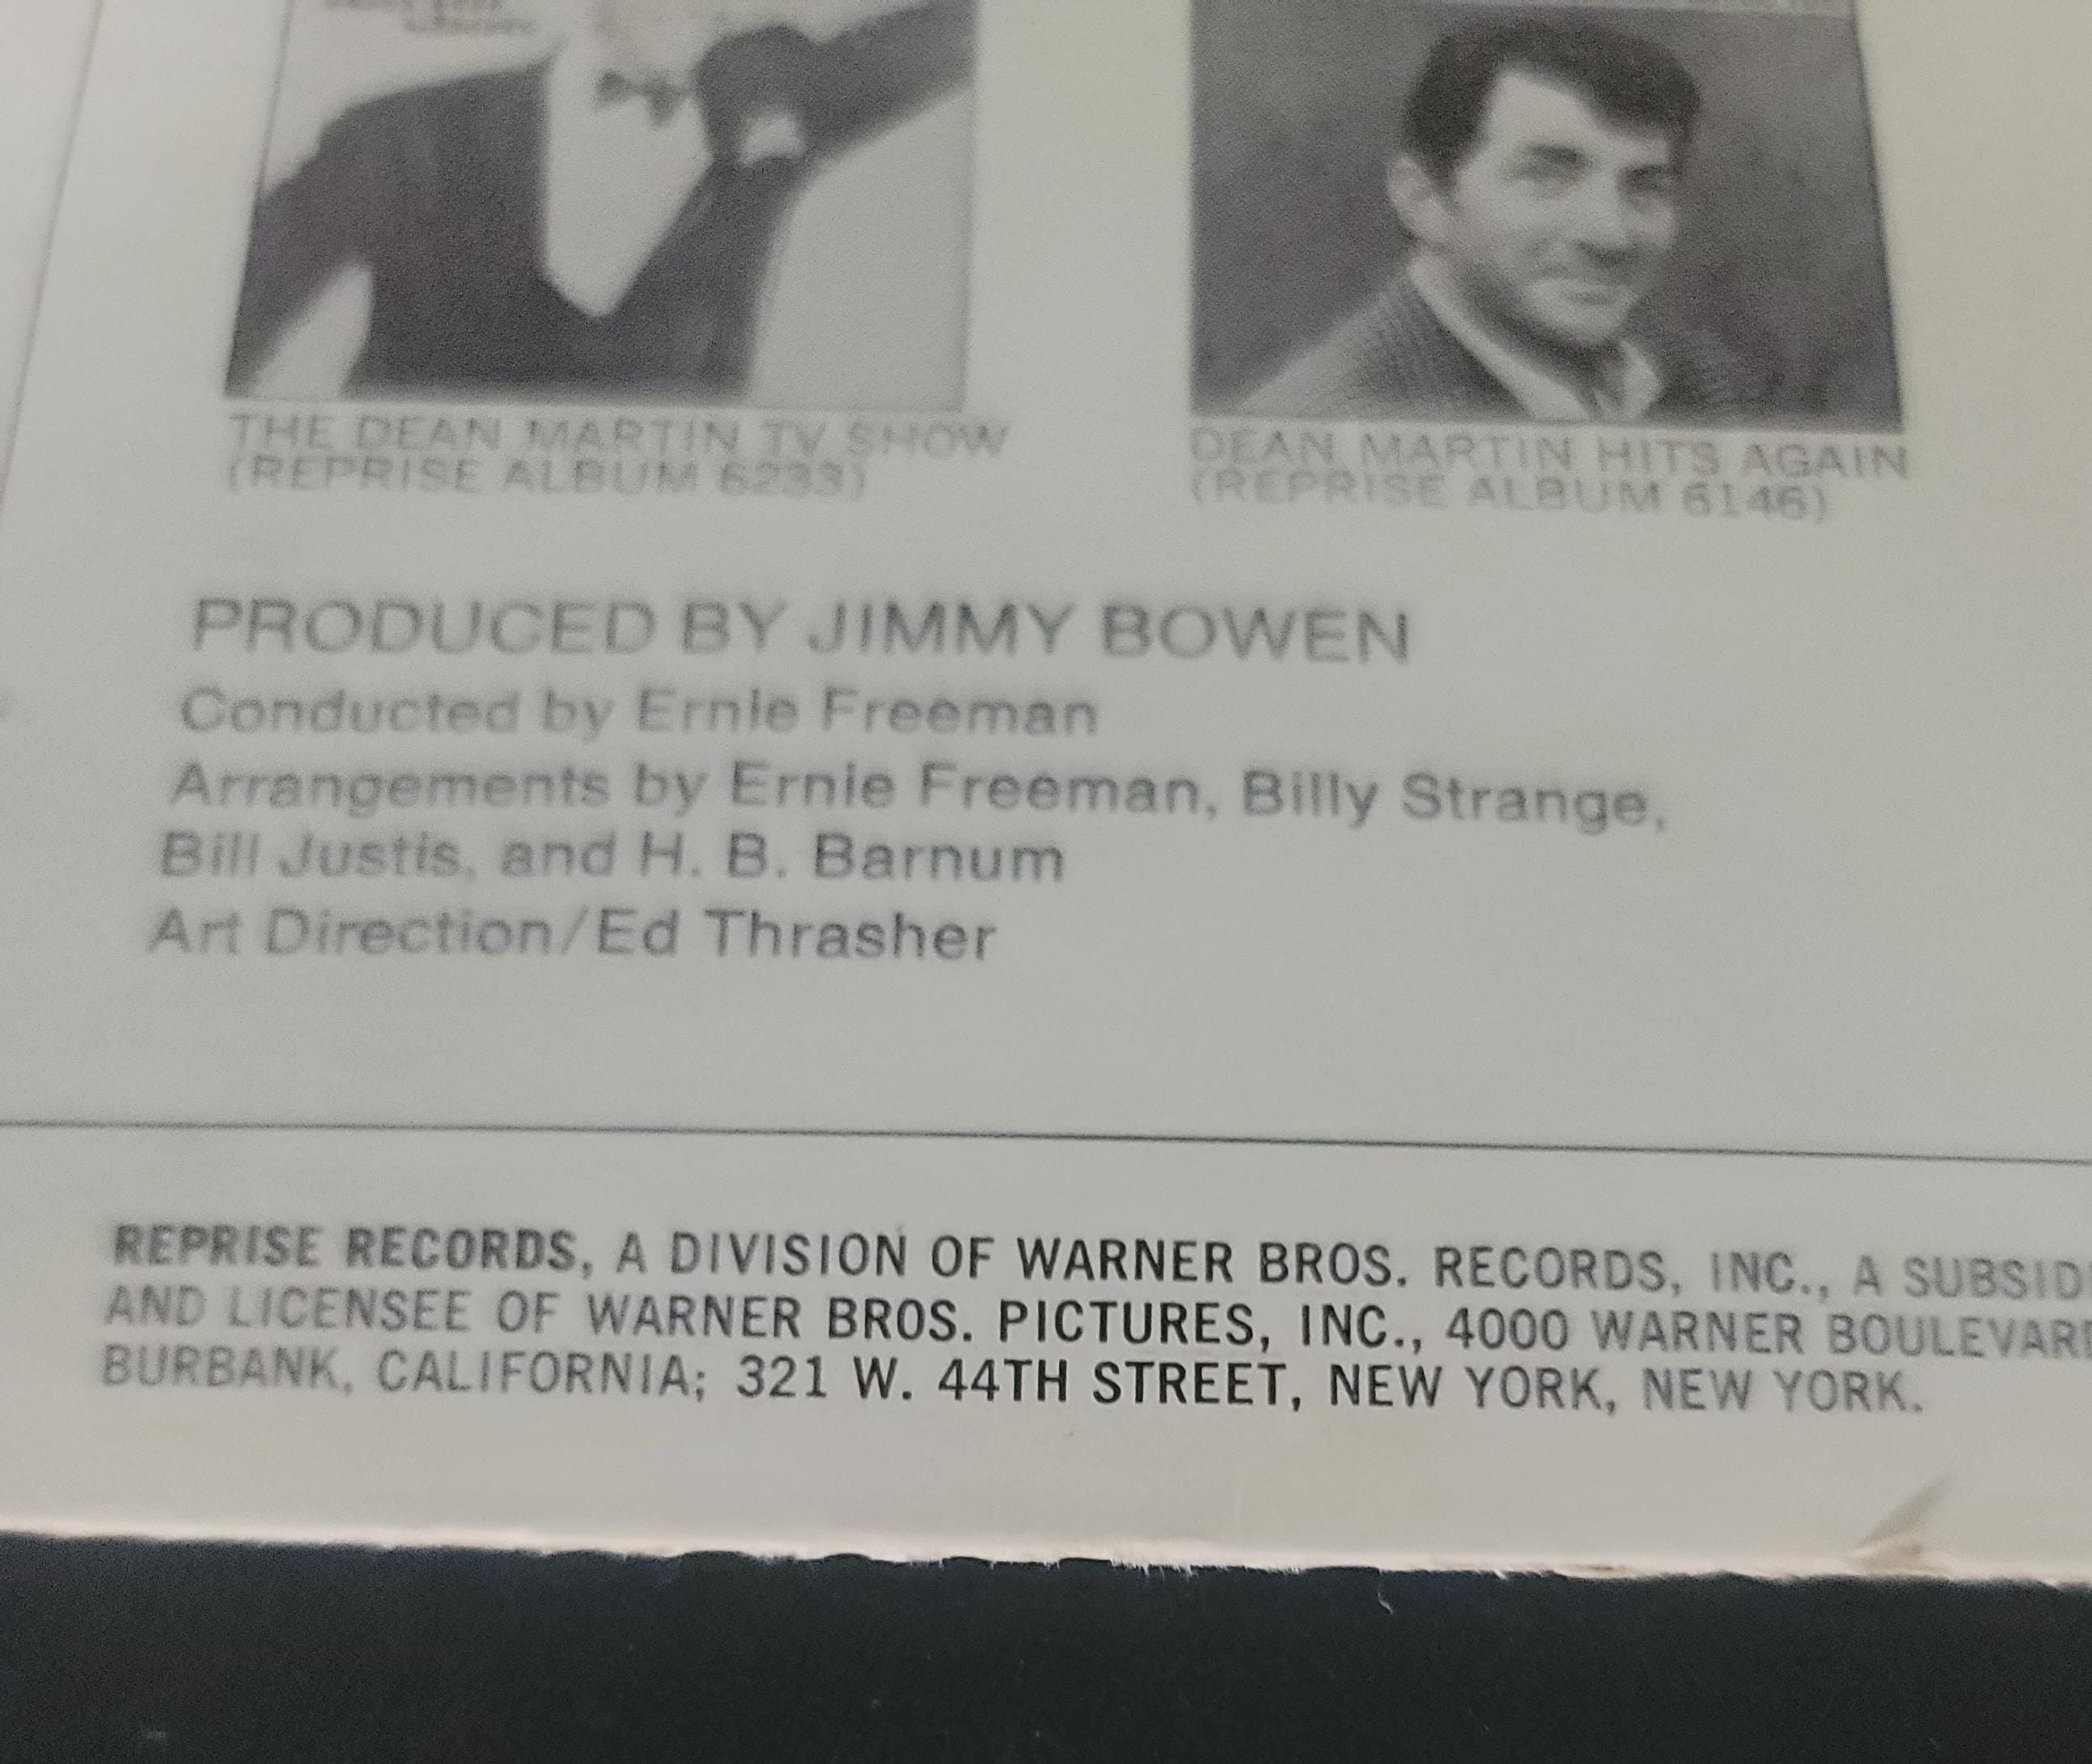 THE DEAN MARTIN TV SHOW
(REPRISE ALBUM 6233)
DEAN MARTIN HITS AGAIN
(REPRISE ALBUM 6146)
PRODUCED BY JIMMY BOWEN
Conducted by Ernie Freeman
Arrangements by Ernie Freeman, Billy Strange,
Bill Justis, and H. B. Barnum
Art Direction/Ed Thrasher
REPRISE RECORDS, A DIVISION OF WARNER BROS. RECORDS, INC., A SUBSIDI
AND LICENSEE OF WARNER BROS. PICTURES, INC., 4000 WARNER BOULEVARD
BURBANK, CALIFORNIA; 321 W. 44TH STREET, NEW YORK, NEW YORK.